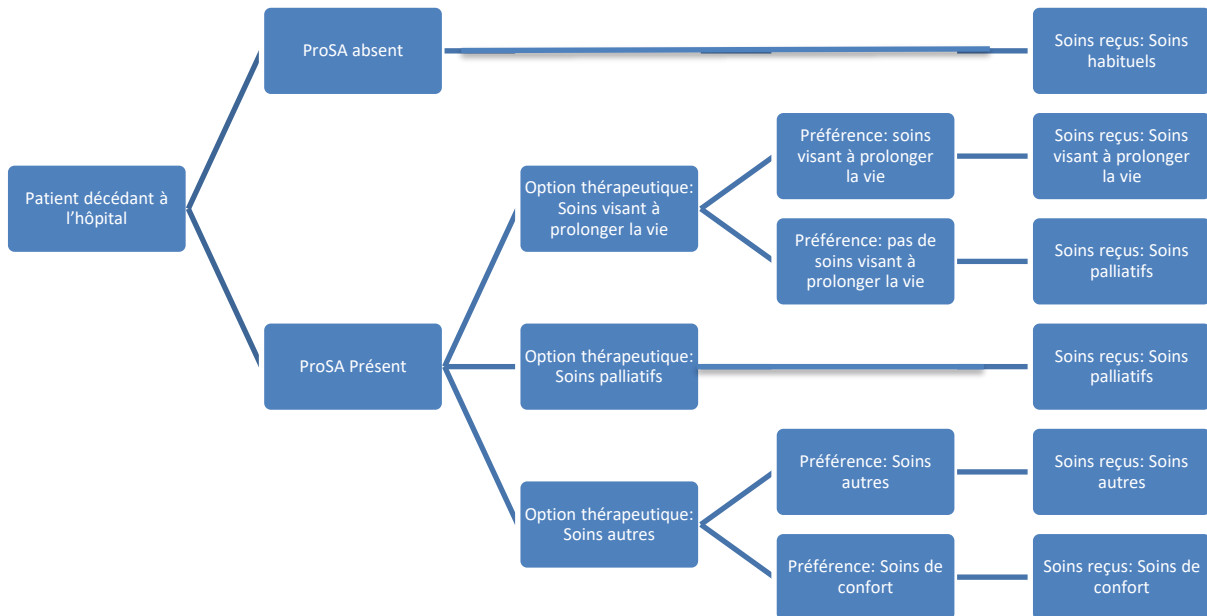 ProSA absent
Soins reçus: Soins
habituels
Patient décédant à
l'hôpital
ProSA Présent
Option thérapeutique:
Soins visant à
prolonger la vie
Préférence: soins
visant à prolonger
la vie
Soins reçus: Soins
visant à prolonger
la vie
Préférence: pas de
soins visant à
prolonger la vie
Soins reçus: Soins
palliatifs
Option thérapeutique:
Soins palliatifs
Soins reçus: Soins
palliatifs
Option thérapeutique:
Soins autres
Préférence: Soins
autres
Soins reçus: Soins
autres
Préférence: Soins de
confort
Soins reçus: Soins de
confort